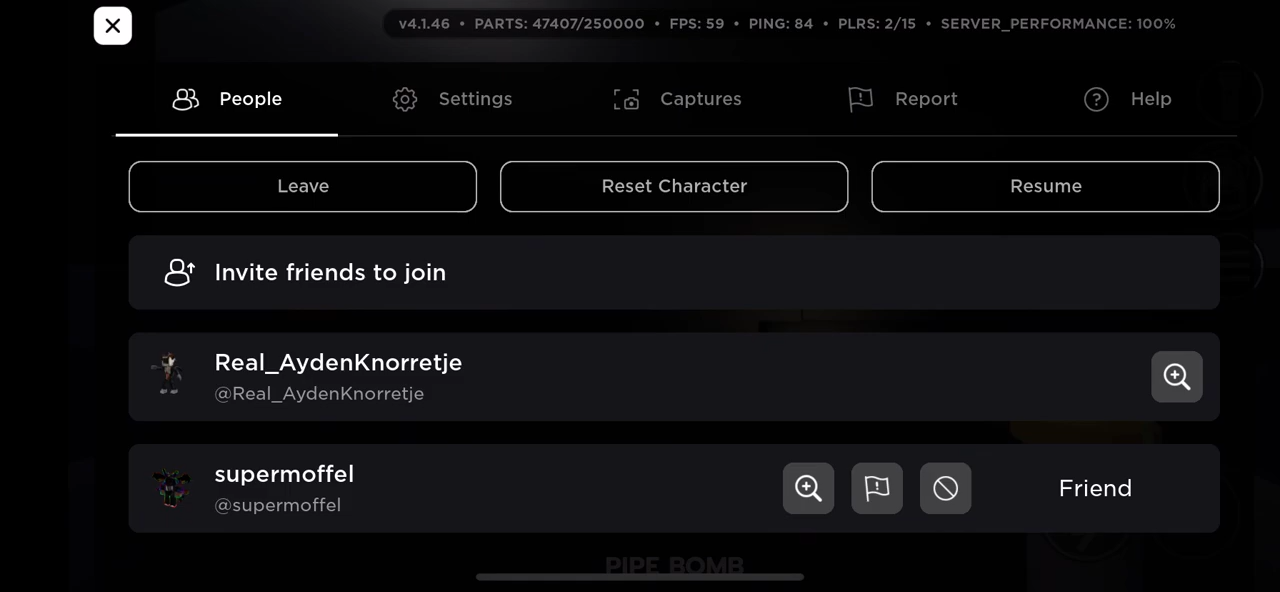 v4.1.46 • PARTS: 47407/250000 • FPS: 59 • PING: 84 • PLRS: 2/15 • SERVER_PERFORMANCE: 100%
People Settings Captures Report Help
Leave Reset Character Resume
Invite friends to join
Real_AydenKnorretje
@Real_AydenKnorretje
supermoffel
@supermoffel
Friend
PIPE BOMB